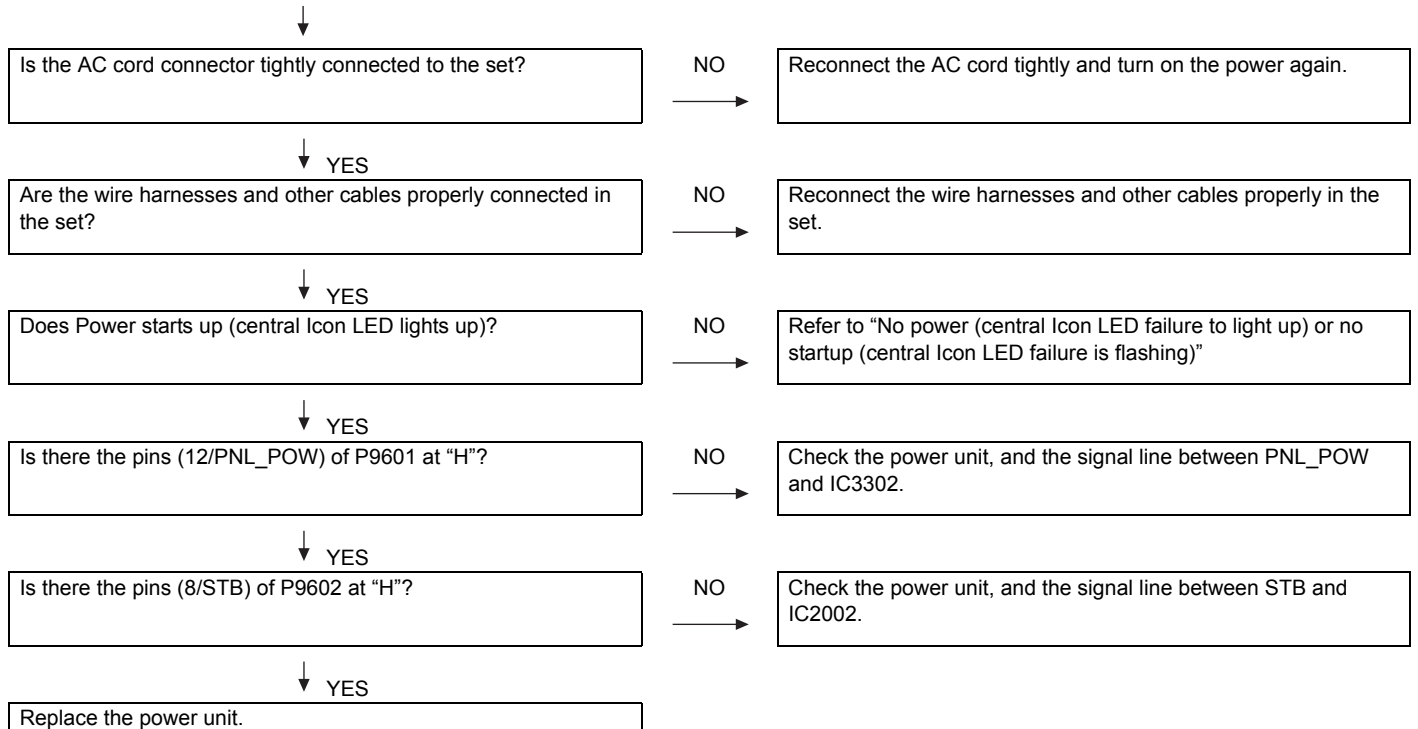 Is the AC cord connector tightly connected to the set?
NO
Reconnect the AC cord tightly and turn on the power again.
YES
Are the wire harnesses and other cables properly connected in
the set?
NO
Reconnect the wire harnesses and other cables properly in the
set.
YES
Does Power starts up (central Icon LED lights up)?
NO
Refer to “No power (central Icon LED failure to light up) or no
startup (central Icon LED failure is flashing)”
YES
Is there the pins (12/PNL_POW) of P9601 at “H”?
NO
Check the power unit, and the signal line between PNL_POW
and IC3302.
YES
Is there the pins (8/STB) of P9602 at “H”?
NO
Check the power unit, and the signal line between STB and
IC2002.
YES
Replace the power unit.